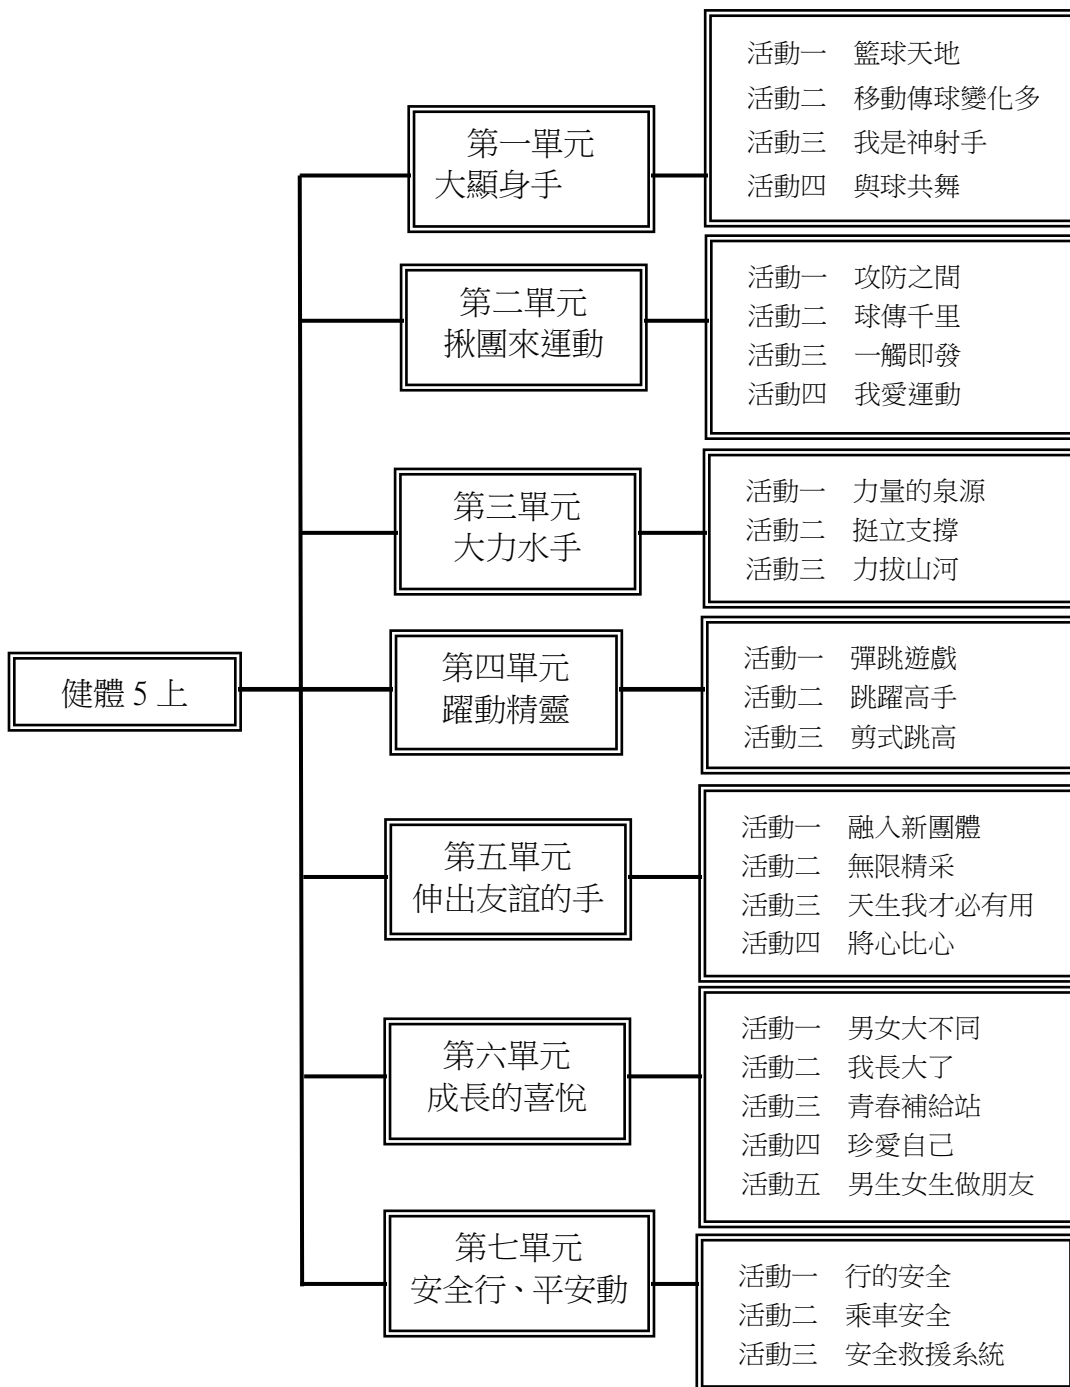 健體 5 上
第一單元
大顯身手
活動一　籃球天地
活動二　移動傳球變化多
活動三　我是神射手
活動四　與球共舞
第二單元
揪團來運動
活動一　攻防之間
活動二　球傳千里
活動三　一觸即發
活動四　我愛運動
第三單元
大力水手
活動一　力量的泉源
活動二　挺立支撐
活動三　力拔山河
第四單元
躍動精靈
活動一　彈跳遊戲
活動二　跳躍高手
活動三　剪式跳高
第五單元
伸出友誼的手
活動一　融入新團體
活動二　無限精采
活動三　天生我才必有用
活動四　將心比心
第六單元
成長的喜悅
活動一　男女大不同
活動二　我長大了
活動三　青春補給站
活動四　珍愛自己
活動五　男生女生做朋友
第七單元
安全行、平安動
活動一　行的安全
活動二　乘車安全
活動三　安全救援系統